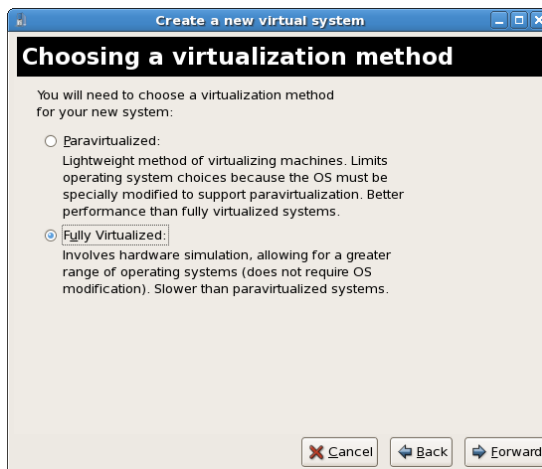 Create a new virtual system
Choosing a virtualization method
You will need to choose a virtualization method
for your new system:
Paravirtualized:
Lightweight method of virtualizing machines. Limits
operating system choices because the OS must be
specially modified to support paravirtualization. Better
performance than fully virtualized systems.
Fully Virtualized:
Involves hardware simulation, allowing for a greater
range of operating systems (does not require OS
modification). Slower than paravirtualized systems.
Cancel
Back
Forward